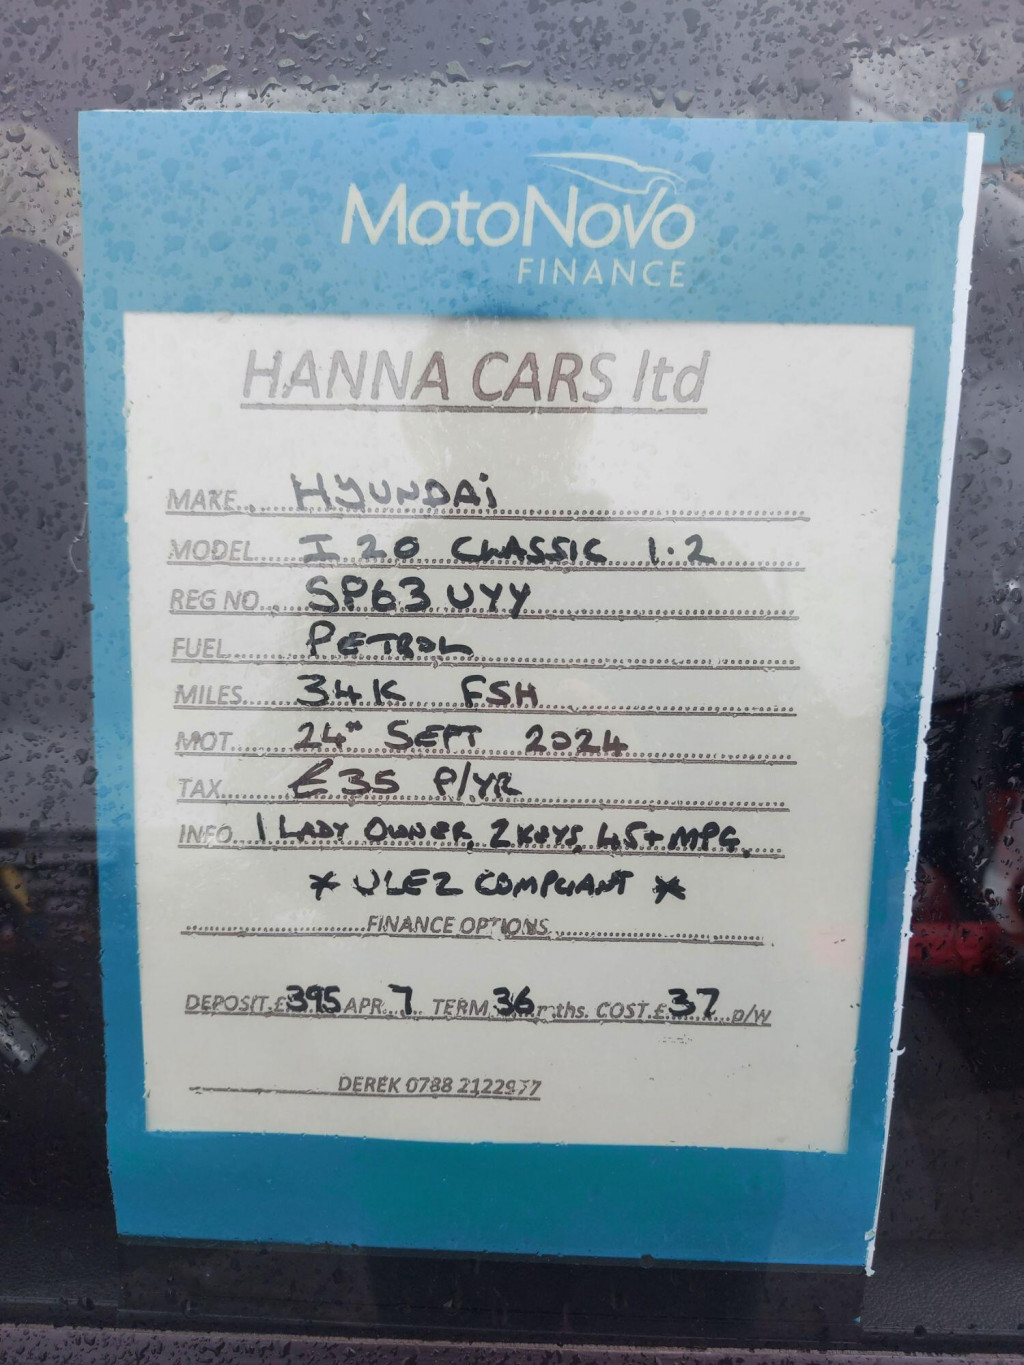 MotoNovo
FINANCE
HANNA CARS ltd
MAKE....... HYUNDAi
MODEL....... I 20 CLASSIC 1.2
REG NO... SP63 UYY
FUEL....... PETROL
MILES....... 34K FSH
MOT....... 24TH SEPT 2024
TAX....... £35 P/YR
INFO... 1 LADY OWNER, 2 KEYS, 45+ MPG.
* ULEZ COMPLIANT *
FINANCE OPTIONS
DEPOSIT.£395 APR...7.. TERM 36 mths. COST.£37 p/w
DEREK 0788 2122977